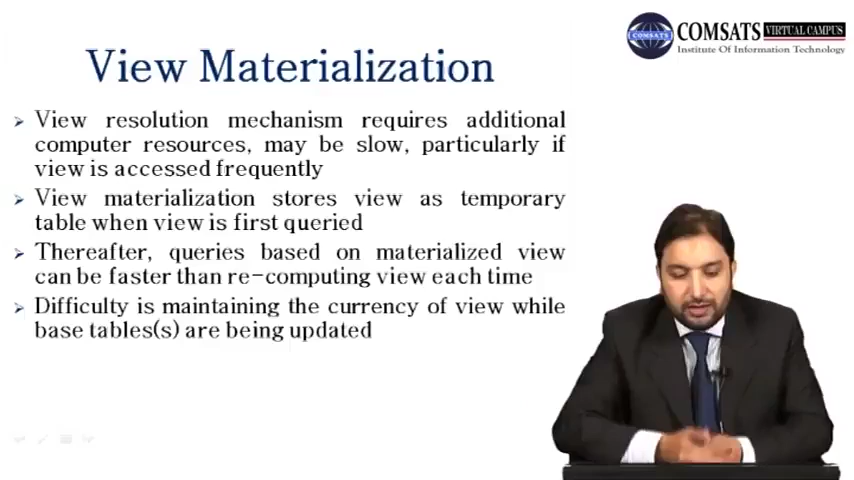 COMSATS VIRTUAL CAMPUS
COMSATS
Institute Of Information Technology
View Materialization
View resolution mechanism requires additional
computer resources, may be slow, particularly if
view is accessed frequently
View materialization stores view as temporary
table when view is first queried
Thereafter, queries based on materialized view
can be faster than re-computing view each time
Difficulty is maintaining the currency of view while
base tables(s) are being updated